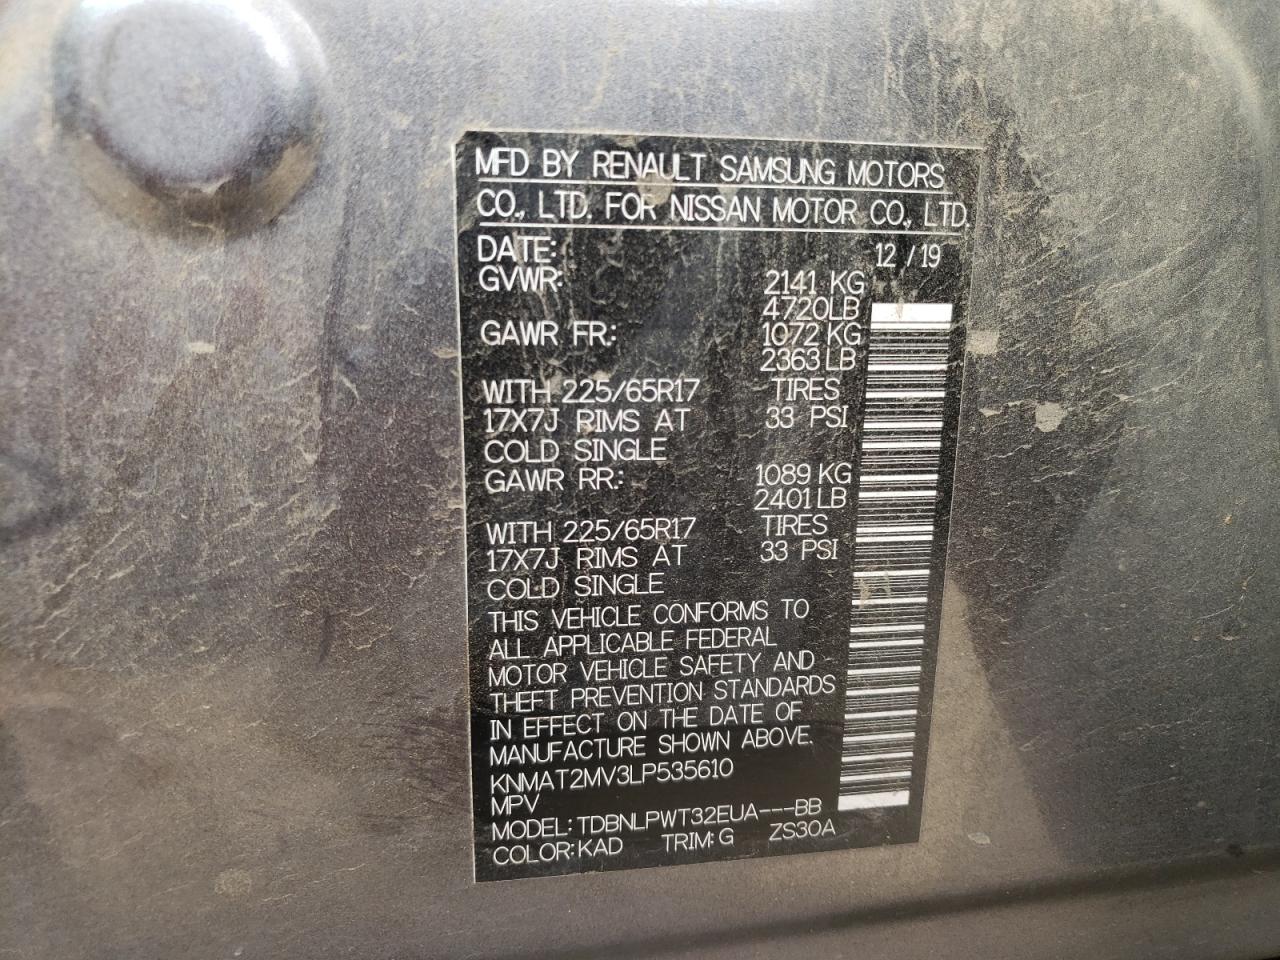 MFD BY RENAULT SAMSUNG MOTORS
CO., LTD. FOR NISSAN MOTOR CO., LTD.
DATE: 12 / 19
GVWR: 2141 KG
4720LB
GAWR FR: 1072 KG
2363 LB
WITH 225/65R17 TIRES
17X7J RIMS AT 33 PSI
COLD SINGLE
GAWR RR: 1089 KG
2401 LB
WITH 225/65R17 TIRES
17X7J RIMS AT 33 PSI
COLD SINGLE
THIS VEHICLE CONFORMS TO
ALL APPLICABLE FEDERAL
MOTOR VEHICLE SAFETY AND
THEFT PREVENTION STANDARDS
IN EFFECT ON THE DATE OF
MANUFACTURE SHOWN ABOVE.
KNMAT2MV3LP535610
MPV
MODEL: TDBNLPWT32EUA---BB
COLOR: KAD TRIM: G ZS30A